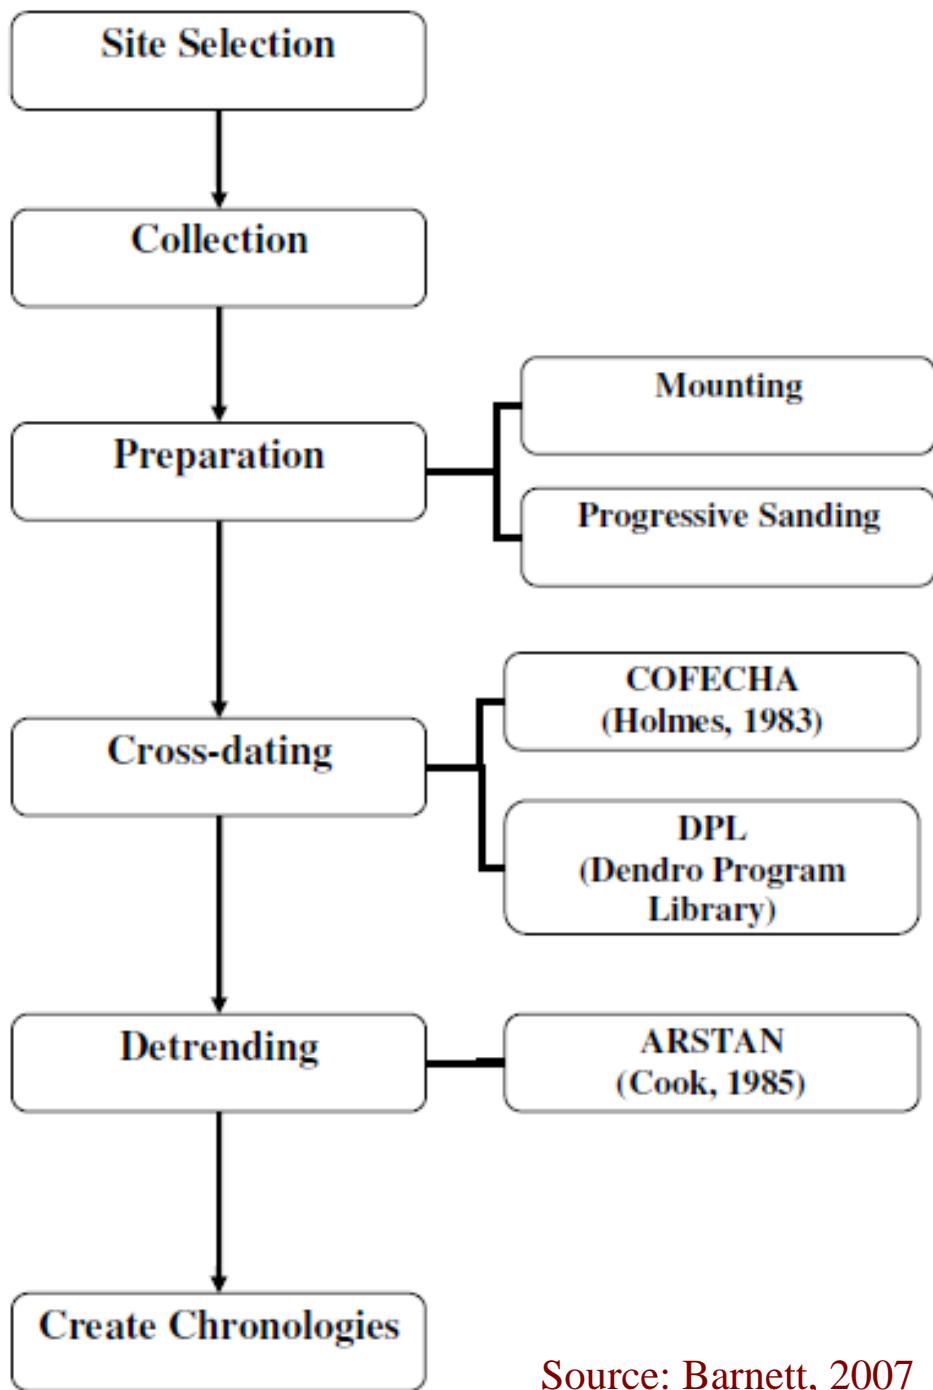 Site Selection
Collection
Preparation
Mounting
Progressive Sanding
Cross-dating
COFECHA
(Holmes, 1983)
DPL
(Dendro Program
Library)
Detrending
ARSTAN
(Cook, 1985)
Create Chronologies
Source: Barnett, 2007